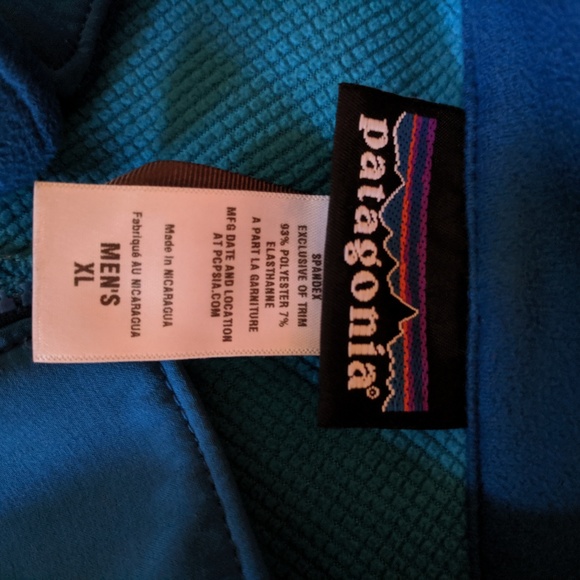 patagonia®
SPANDEX
EXCLUSIVE OF TRIM
93% POLYESTER 7%
ELASTHANNE
A PART LA GARNITURE
MFG DATE AND LOCATION
AT PCPSIA.COM
Made in NICARAGUA
Fabriqué AU NICARAGUA
MEN'S
XL